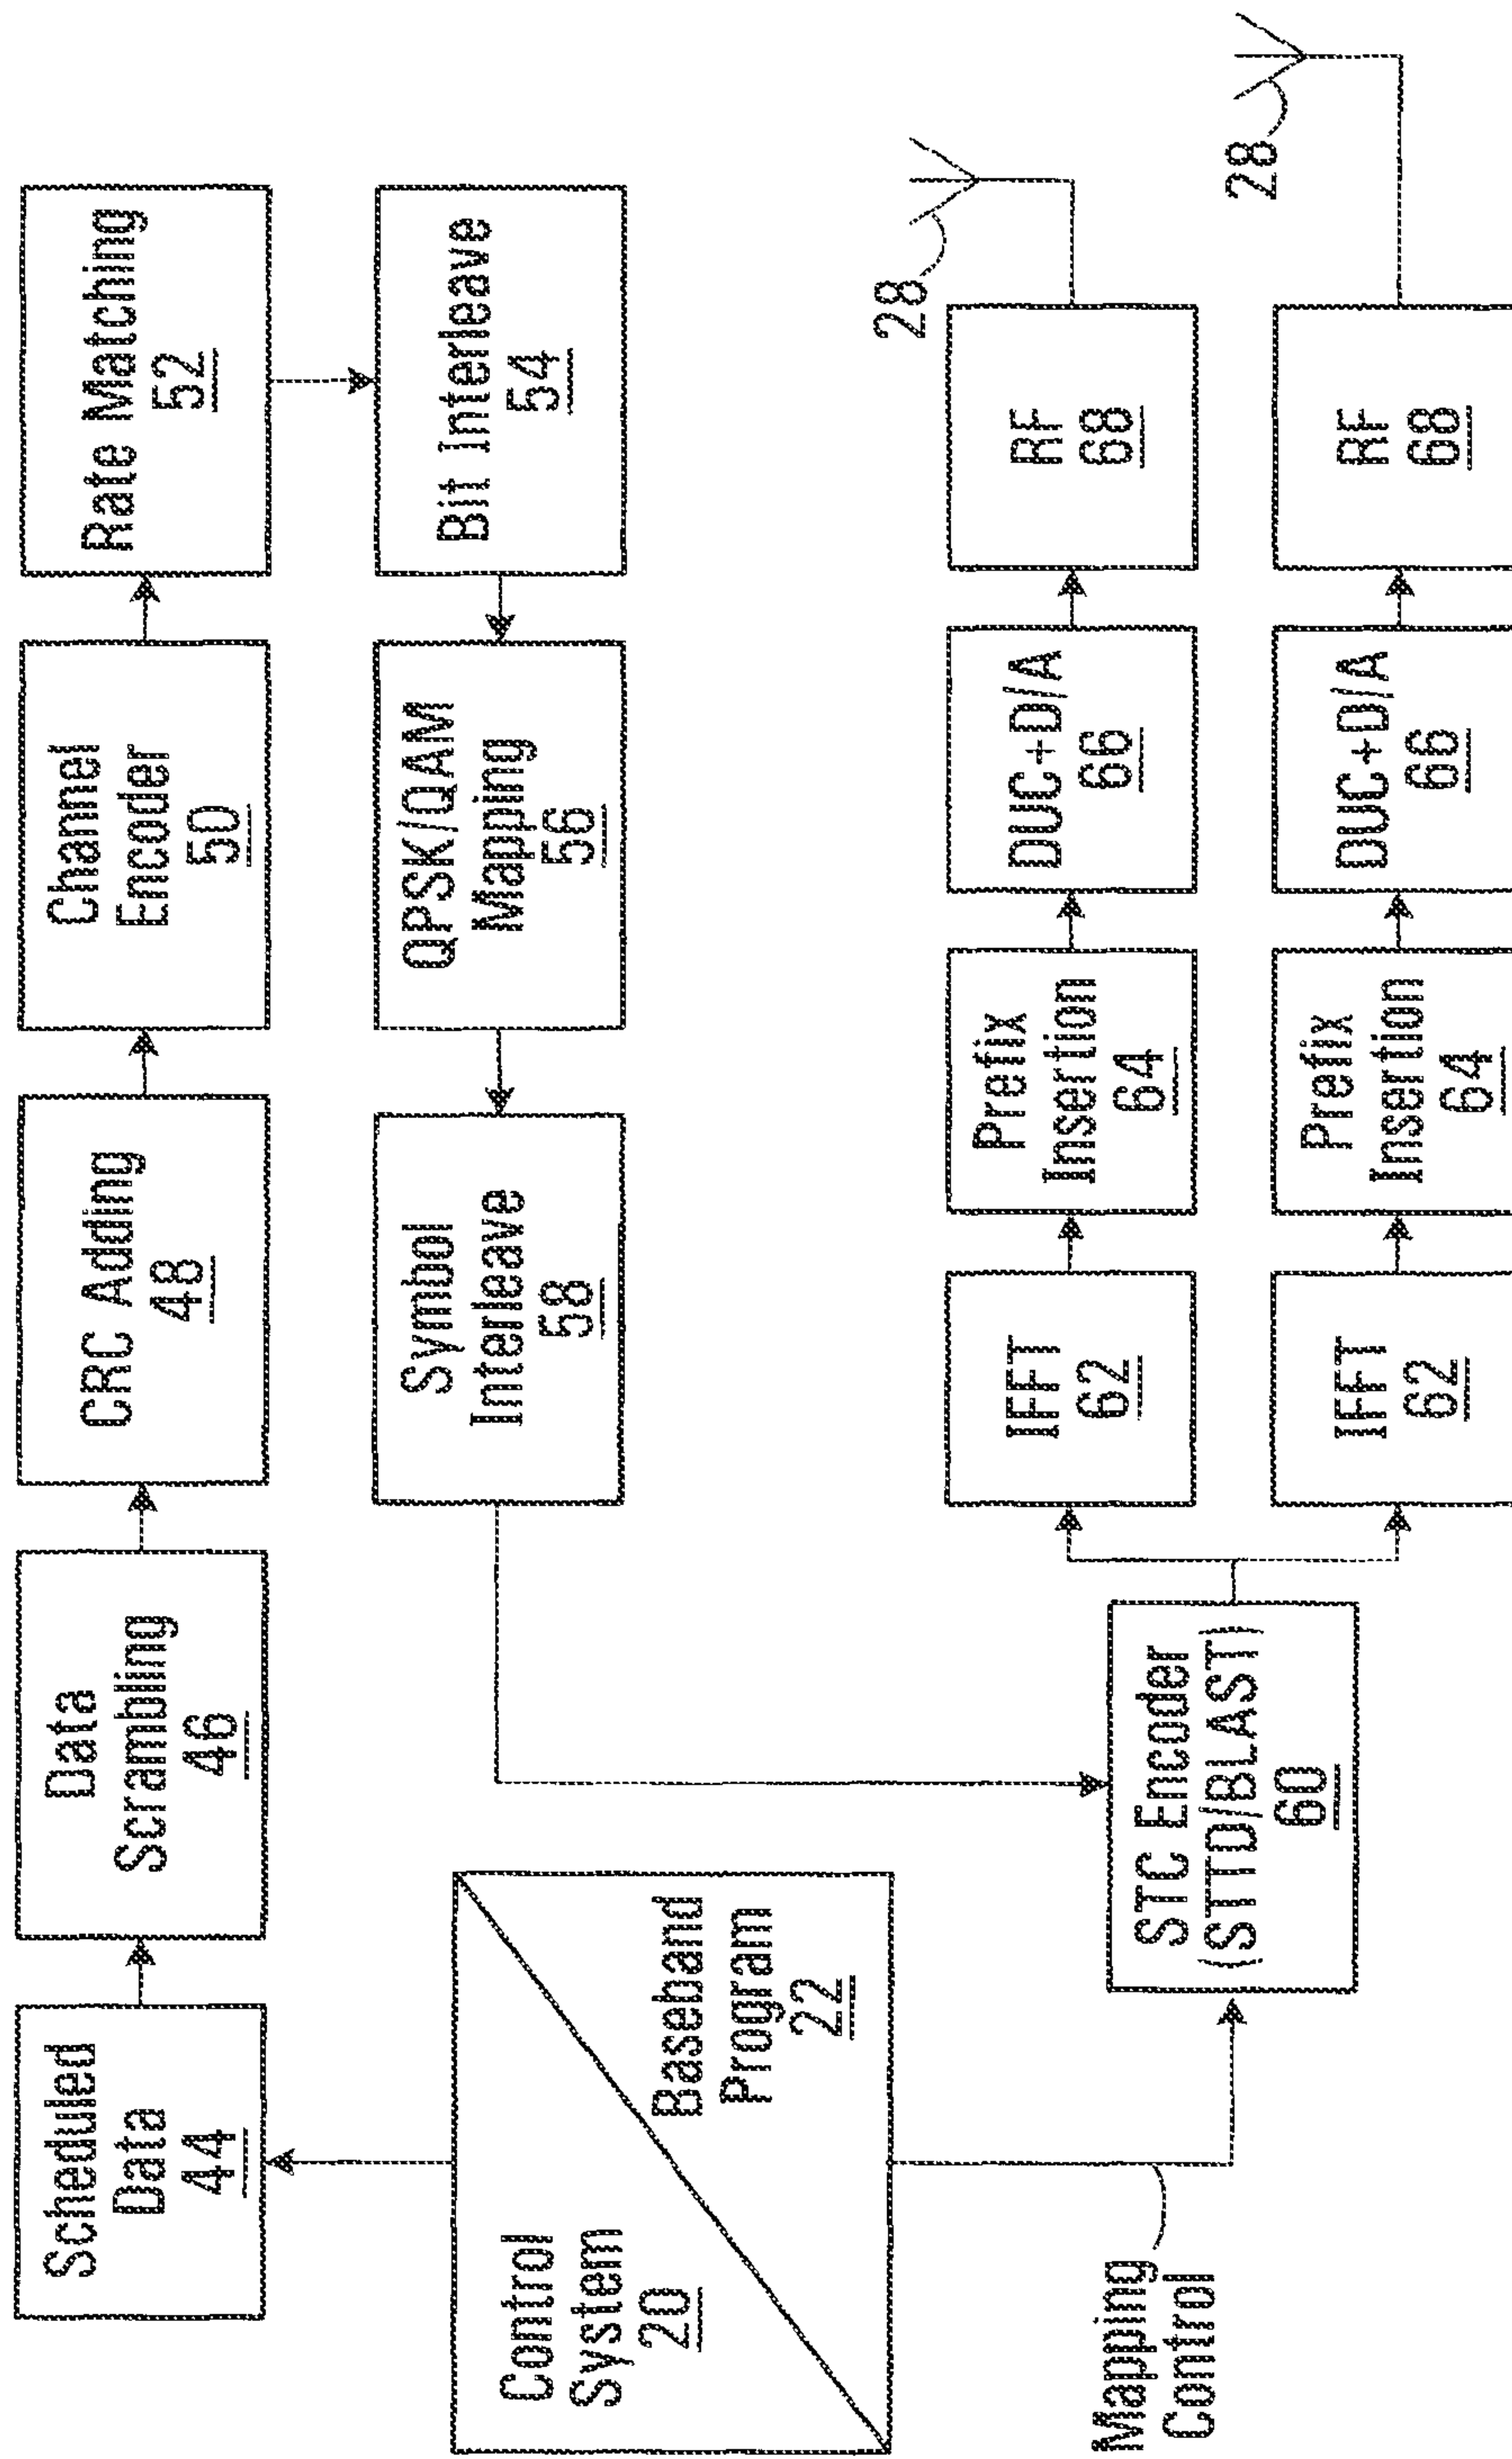 Scheduled
Data
44
Data
Scrambling
46
CRC Adding
48
Channel
Encoder
50
Rate Matching
52
Control
System
20
Baseband
Program
22
Symbol
Interleave
58
QPSK/QAM
Mapping
56
Bit Interleave
54
Mapping
Control
STC Encoder
(STTD/BLAST)
60
IFFT
62
Prefix
Insertion
64
DUC+D/A
66
RF
68
28
IFFT
62
Prefix
Insertion
64
DUC+D/A
66
RF
68
28